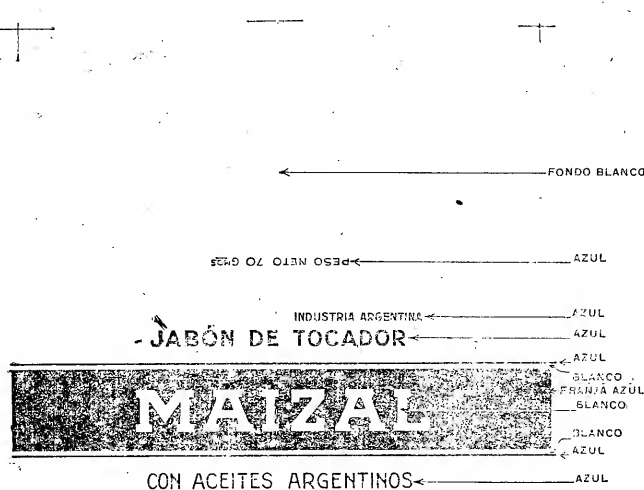 FONDO BLANCO
PESO NETO 70 GMOS
AZUL
INDUSTRIA ARGENTINA
AZUL
JABÓN DE TOCADOR
AZUL
AZUL
BLANCO
FRANJA AZUL
MAIZAL
BLANCO
BLANCO
AZUL
CON ACEITES ARGENTINOS
AZUL